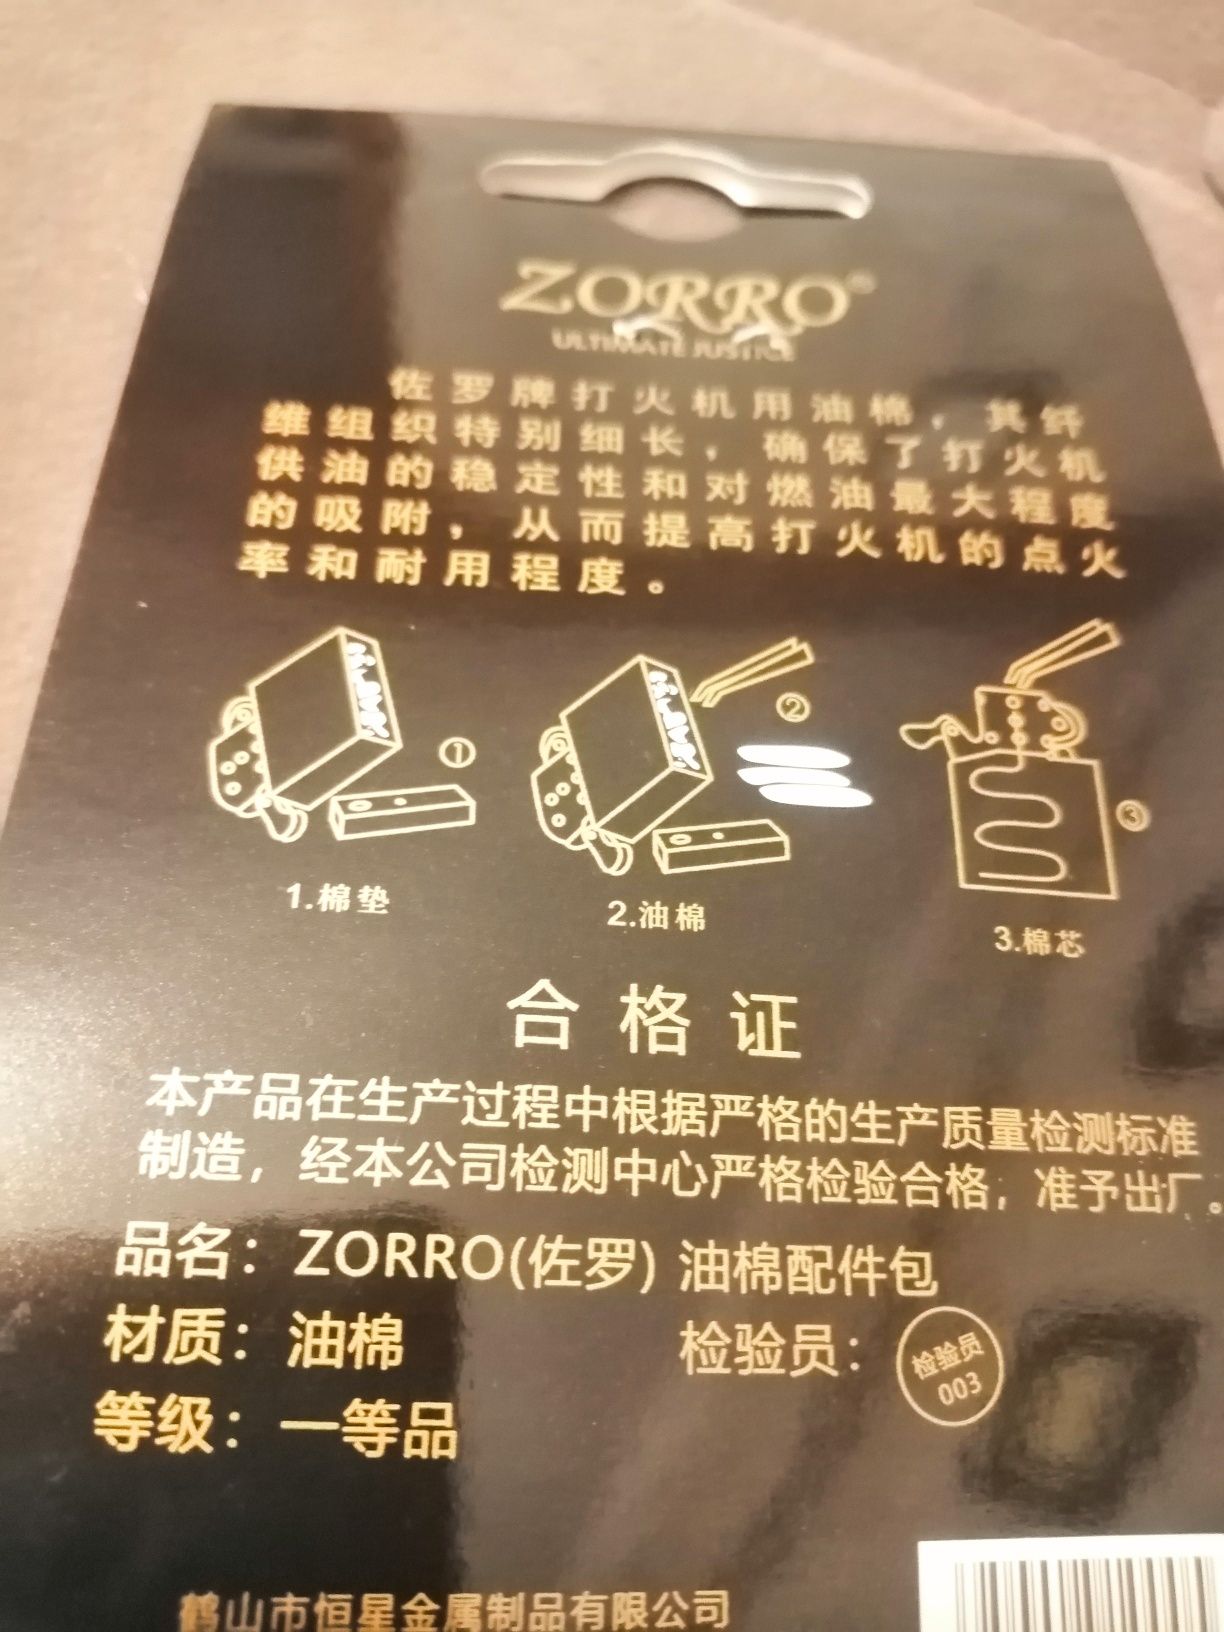 ZORRO®
ULTIMATE JUSTICE
佐罗牌打火机用油棉，其纤
维组织特别细长，确保了打火机
供油的稳定性和对燃油最大程度
的吸附，从而提高打火机的点火
率和耐用程度。
①
②
③
1.棉垫
2.油棉
3.棉芯
合格证
本产品在生产过程中根据严格的生产质量检测标准
制造，经本公司检测中心严格检验合格，准予出厂。
品名：ZORRO(佐罗) 油棉配件包
材质：油棉 检验员：
检验员
003
等级：一等品
鹤山市恒星金属制品有限公司